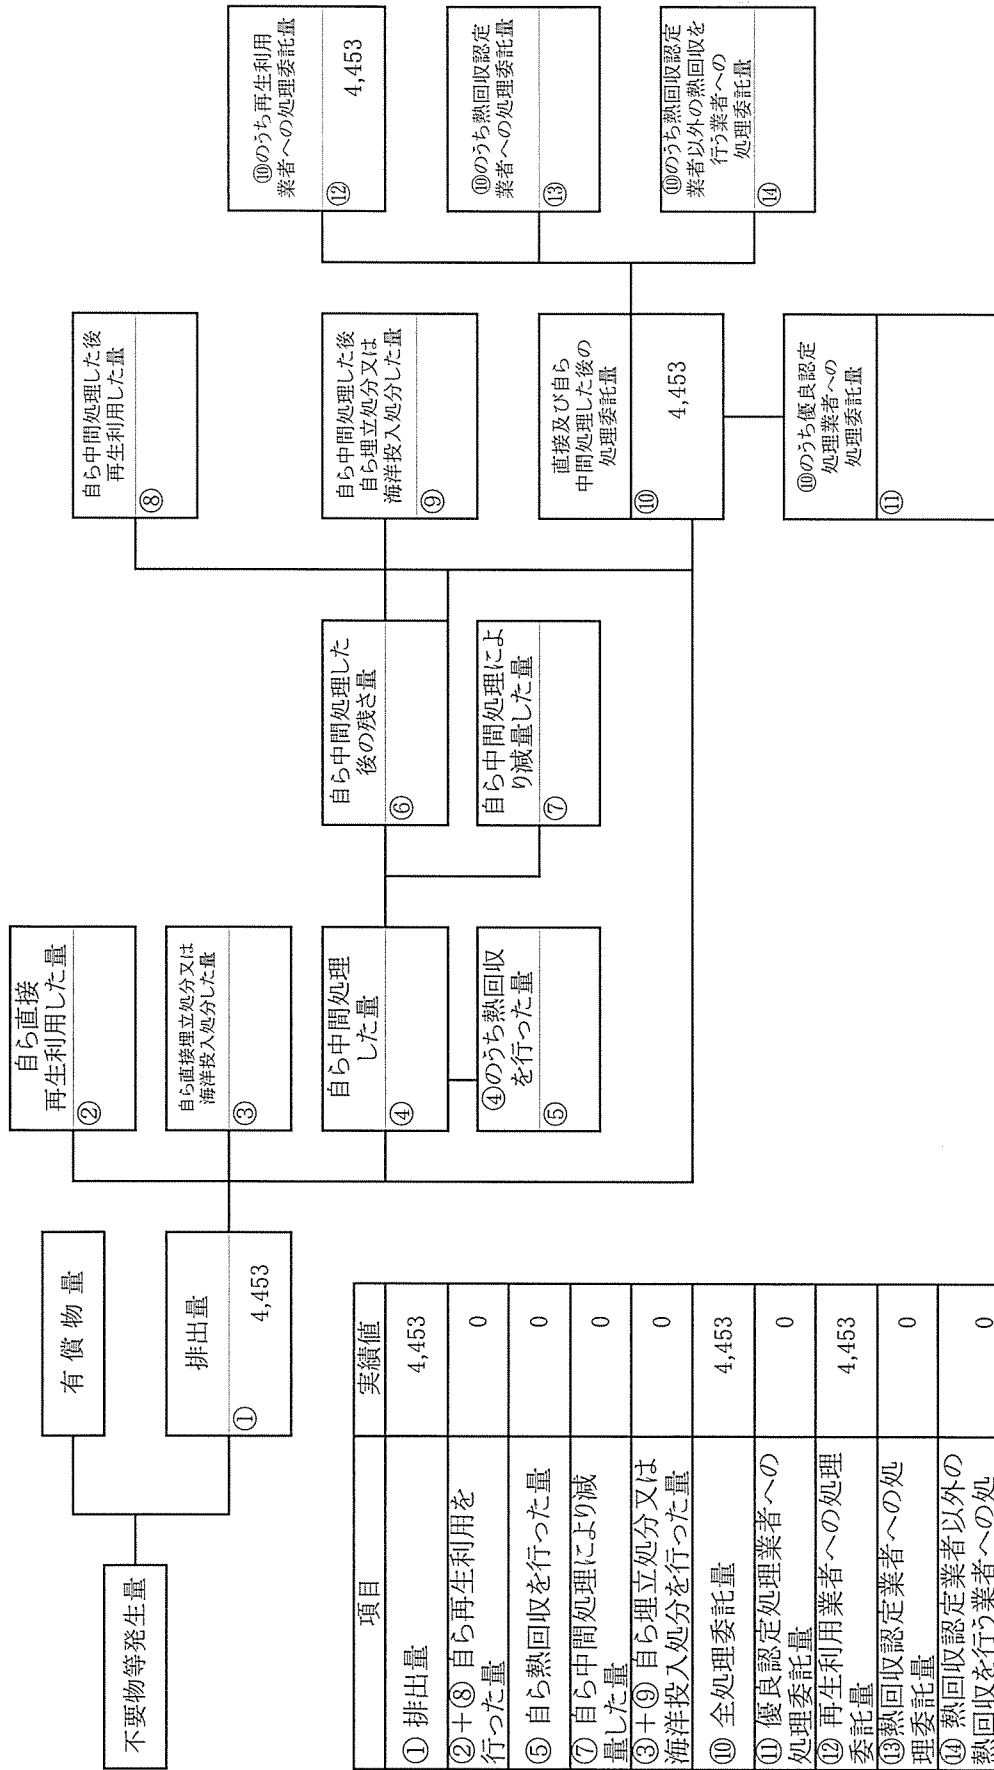 不要物等発生量
有償物量
排出量
①
4,453
自ら直接
再生利用した量
②
自ら直接埋立処分又は
海洋投入処分した量
③
自ら中間処理
した量
④
④のうち熱回収
を行った量
⑤
自ら中間処理した
後の残さ量
⑥
自ら中間処理によ
り減量した量
⑦
自ら中間処理した後
再生利用した量
⑧
自ら中間処理した後
自ら埋立処分又は
海洋投入処分した量
⑨
直接及び自ら
中間処理した後の
処理委託量
⑩
4,453
⑩のうち優良認定
処理業者への
処理委託量
⑪
⑩のうち再生利用
業者への処理委託量
⑫
4,453
⑩のうち熱回収認定
業者への処理委託量
⑬
⑩のうち熱回収認定
業者以外の熱回収を
行う業者への
処理委託量
⑭
項目 実績値
① 排出量 4,453
②+⑧ 自ら再生利用を
行った量 0
⑤ 自ら熱回収を行った量 0
⑦ 自ら中間処理により減
量した量 0
③+⑨ 自ら埋立処分又は
海洋投入処分を行った量 0
⑩ 全処理委託量 4,453
⑪ 優良認定処理業者への
処理委託量 0
⑫ 再生利用業者への処理
委託量 4,453
⑬熱回収認定業者への処
理委託量 0
⑭ 熱回収認定業者以外の
熱回収を行う業者への処 0